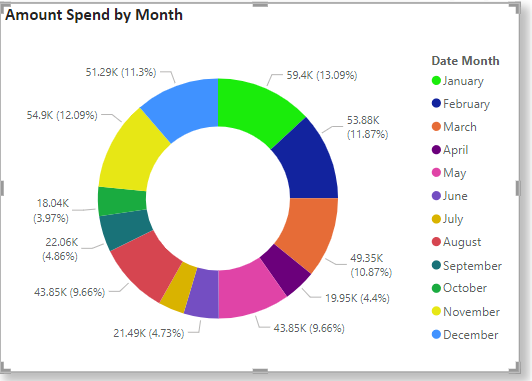 Amount Spend by Month
51.29K (11.3%)
59.4K (13.09%)
54.9K (12.09%)
53.88K
(11.87%)
18.04K
(3.97%)
22.06K
(4.86%)
49.35K
(10.87%)
43.85K (9.66%)
19.95K (4.4%)
21.49K (4.73%)
43.85K (9.66%)
Date Month
January
February
March
April
May
June
July
August
September
October
November
December